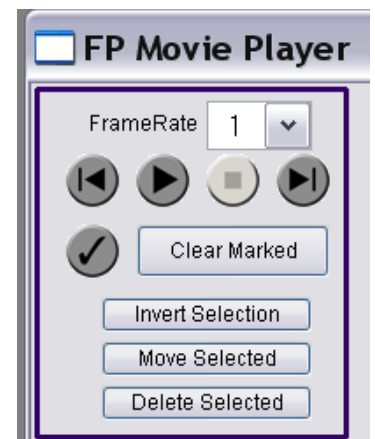 FP Movie Player
FrameRate 1
Clear Marked
Invert Selection
Move Selected
Delete Selected